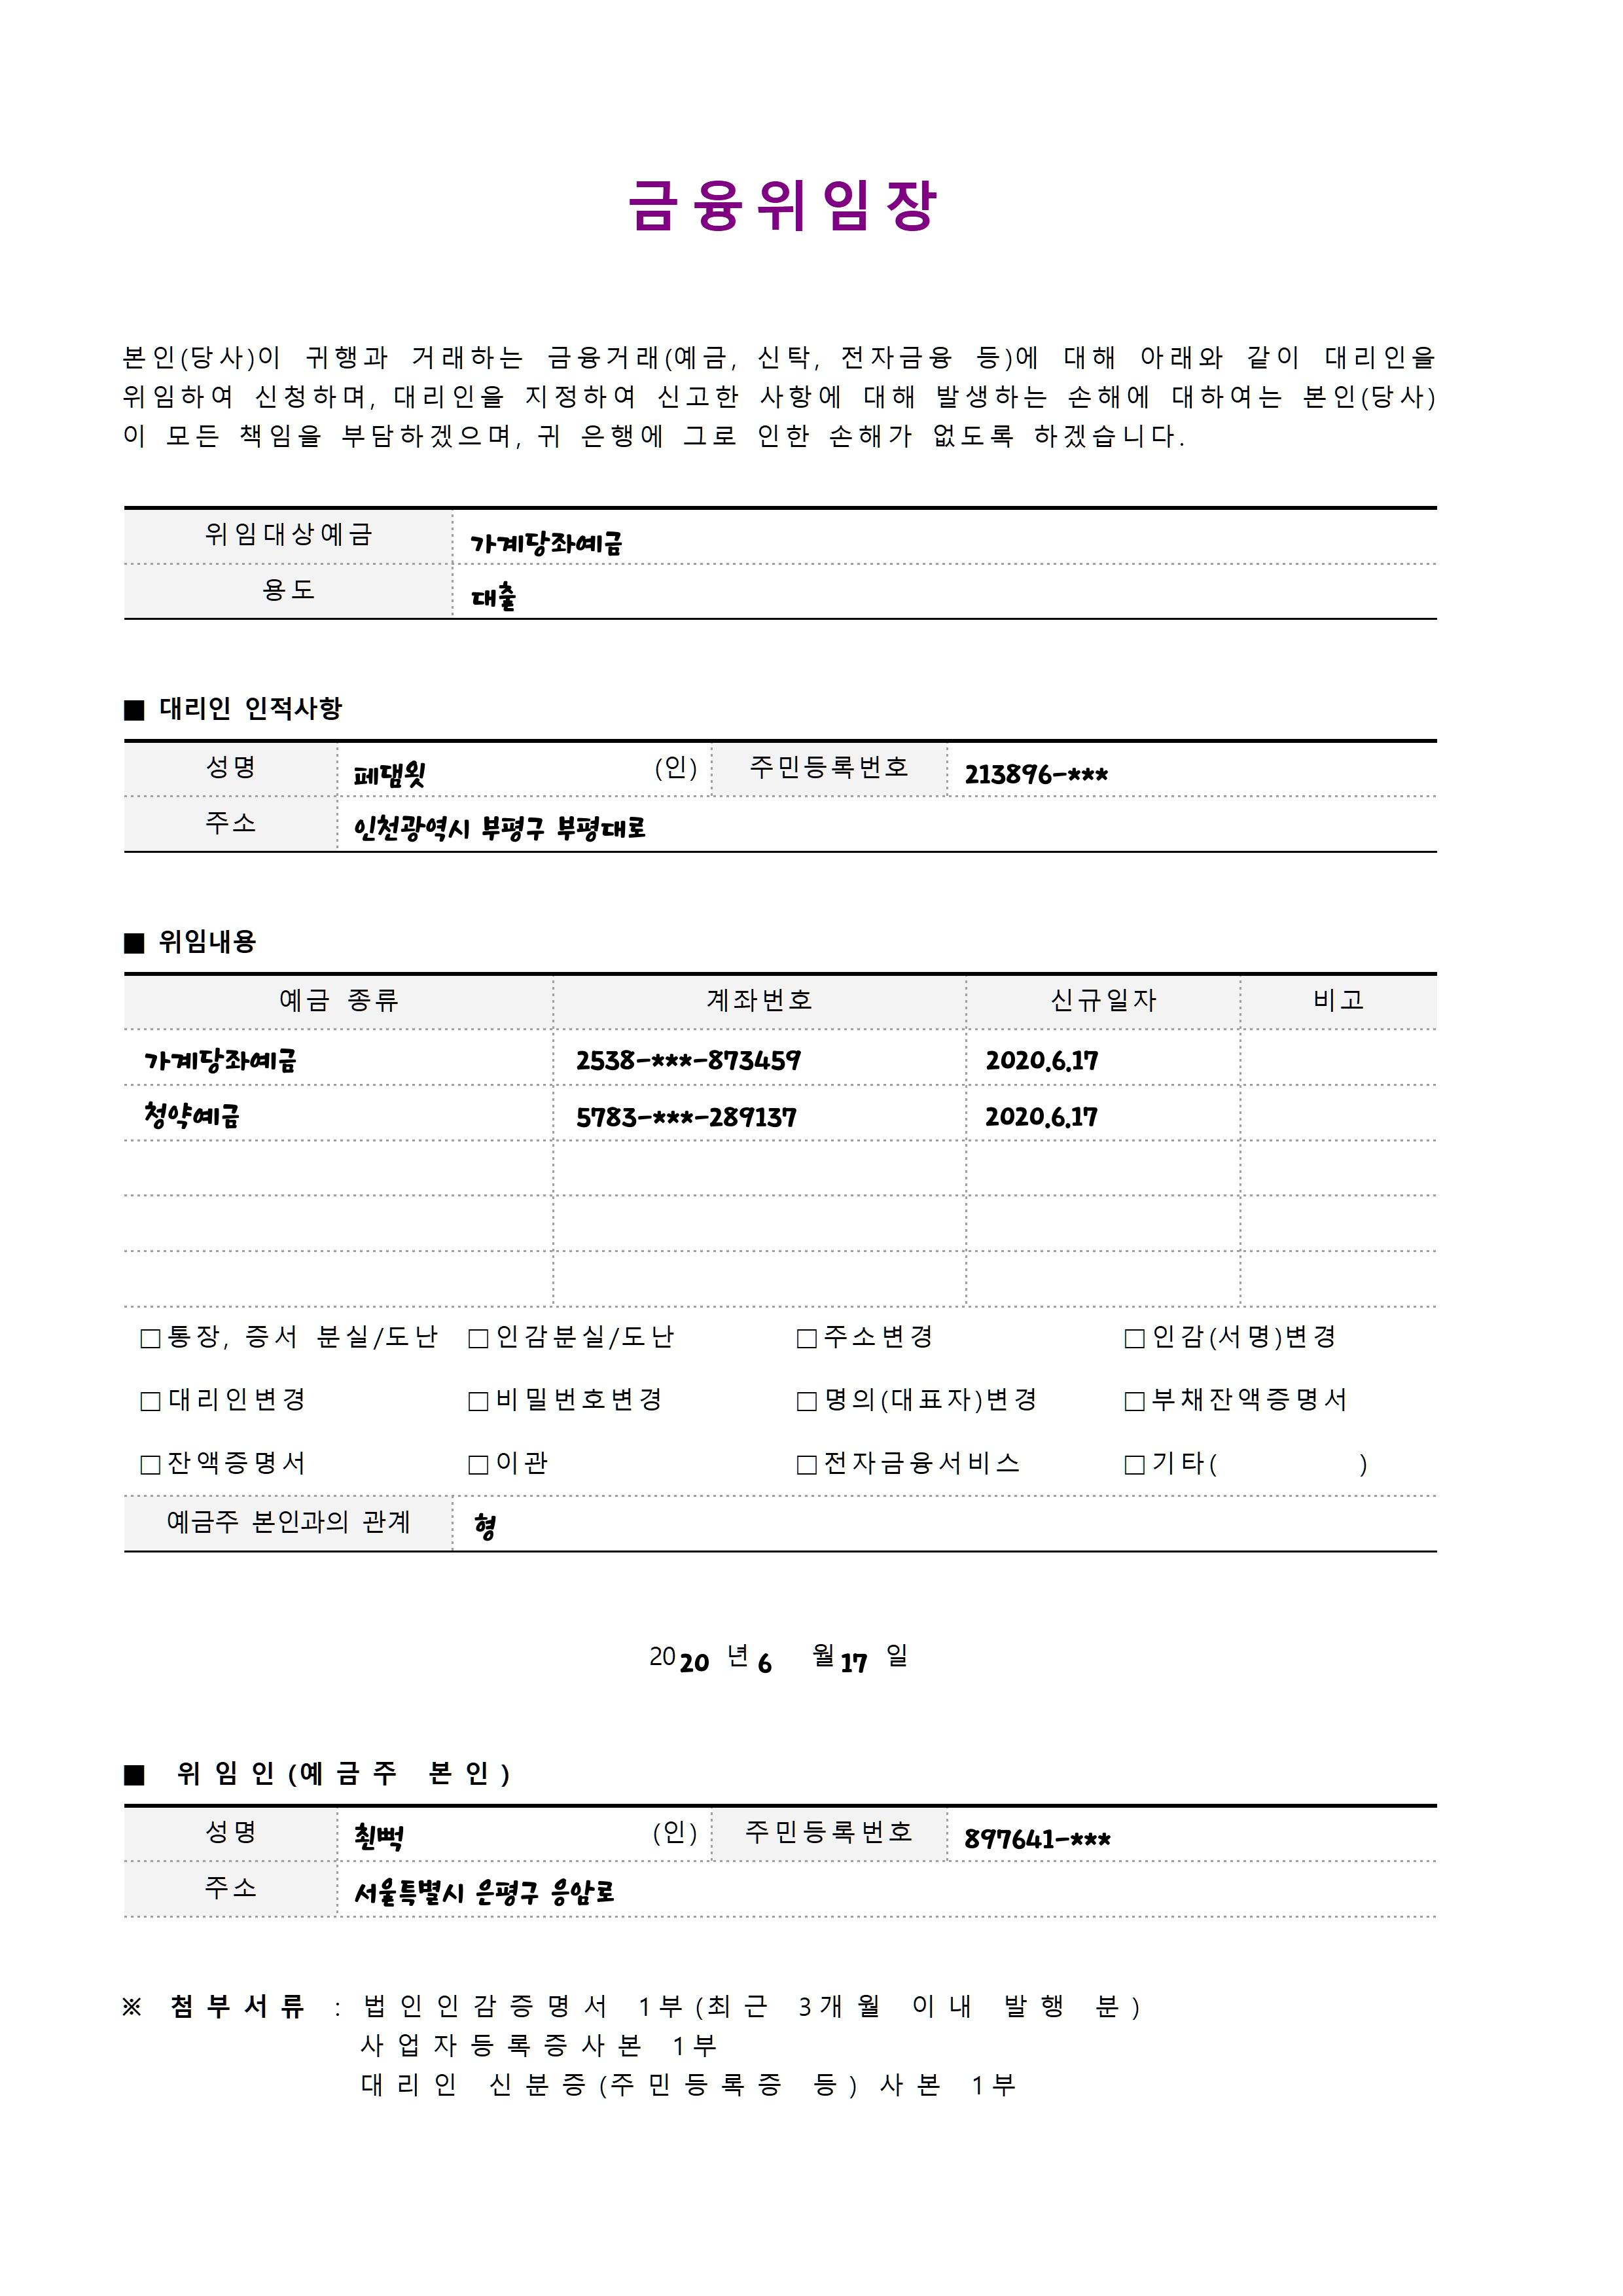 금융위임장
본인(당사)이 귀행과 거래하는 금융거래(예금, 신탁, 전자금융 등)에 대해 아래와 같이 대리인을
위임하여 신청하며, 대리인을 지정하여 신고한 사항에 대해 발생하는 손해에 대하여는 본인(당사)
이 모든 책임을 부담하겠으며, 귀 은행에 그로 인한 손해가 없도록 하겠습니다.
위임대상예금 가계당좌예금
용도 대출
■ 대리인 인적사항
성명 페댐윗 (인) 주민등록번호 213896-***
주소 인천광역시 부평구 부평대로
■ 위임내용
예금 종류 계좌번호 신규일자 비고
가계당좌예금 2538-***-873459 2020.6.17
청약예금 5783-***-289137 2020.6.17
□통장, 증서 분실/도난 □인감분실/도난 □주소변경 □인감(서명)변경
□대리인변경 □비밀번호변경 □명의(대표자)변경 □부채잔액증명서
□잔액증명서 □이관 □전자금융서비스 □기타( )
예금주 본인과의 관계 형
2020 년 6 월 17 일
■ 위임인(예금주 본인)
성명 최뻑 (인) 주민등록번호 897641-***
주소 서울특별시 은평구 응암로
※ 첨부서류 : 법인인감증명서 1부(최근 3개월 이내 발행 분)
사업자등록증사본 1부
대리인 신분증(주민등록증 등) 사본 1부